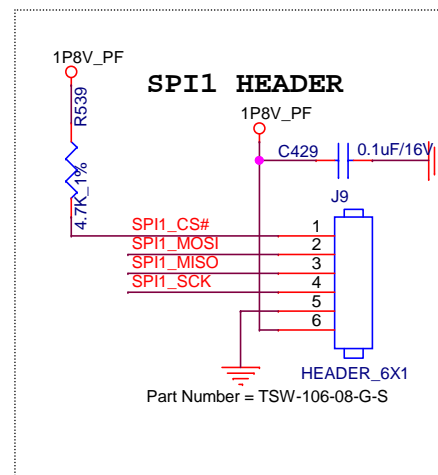 1P8V_PF
R539
4.7K_1%
SPI1 HEADER
1P8V_PF
C429
0.1uF/16V
J9
SPI1_CS#
1
SPI1_MOSI
2
SPI1_MISO
3
SPI1_SCK
4
5
6
HEADER_6X1
Part Number = TSW-106-08-G-S